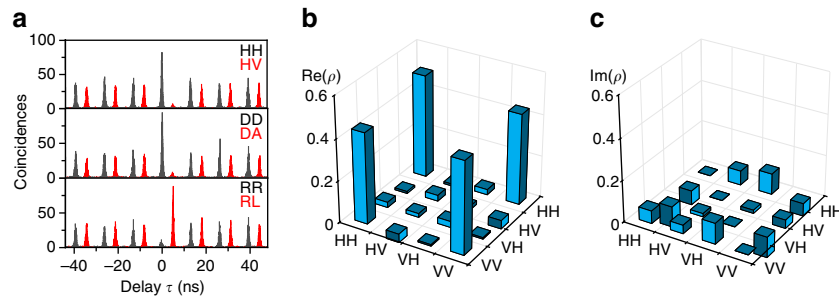 a
Coincidences
100
50
0
HH
HV
50
0
DD
DA
50
0
RR
RL
−40 −20 0 20 40
Delay τ (ns)
b
Re(ρ)
0.6
0.4
0.2
0
HH HV VH VV
VV VH HV HH
c
Im(ρ)
0.6
0.4
0.2
0
HH HV VH VV
VV VH HV HH